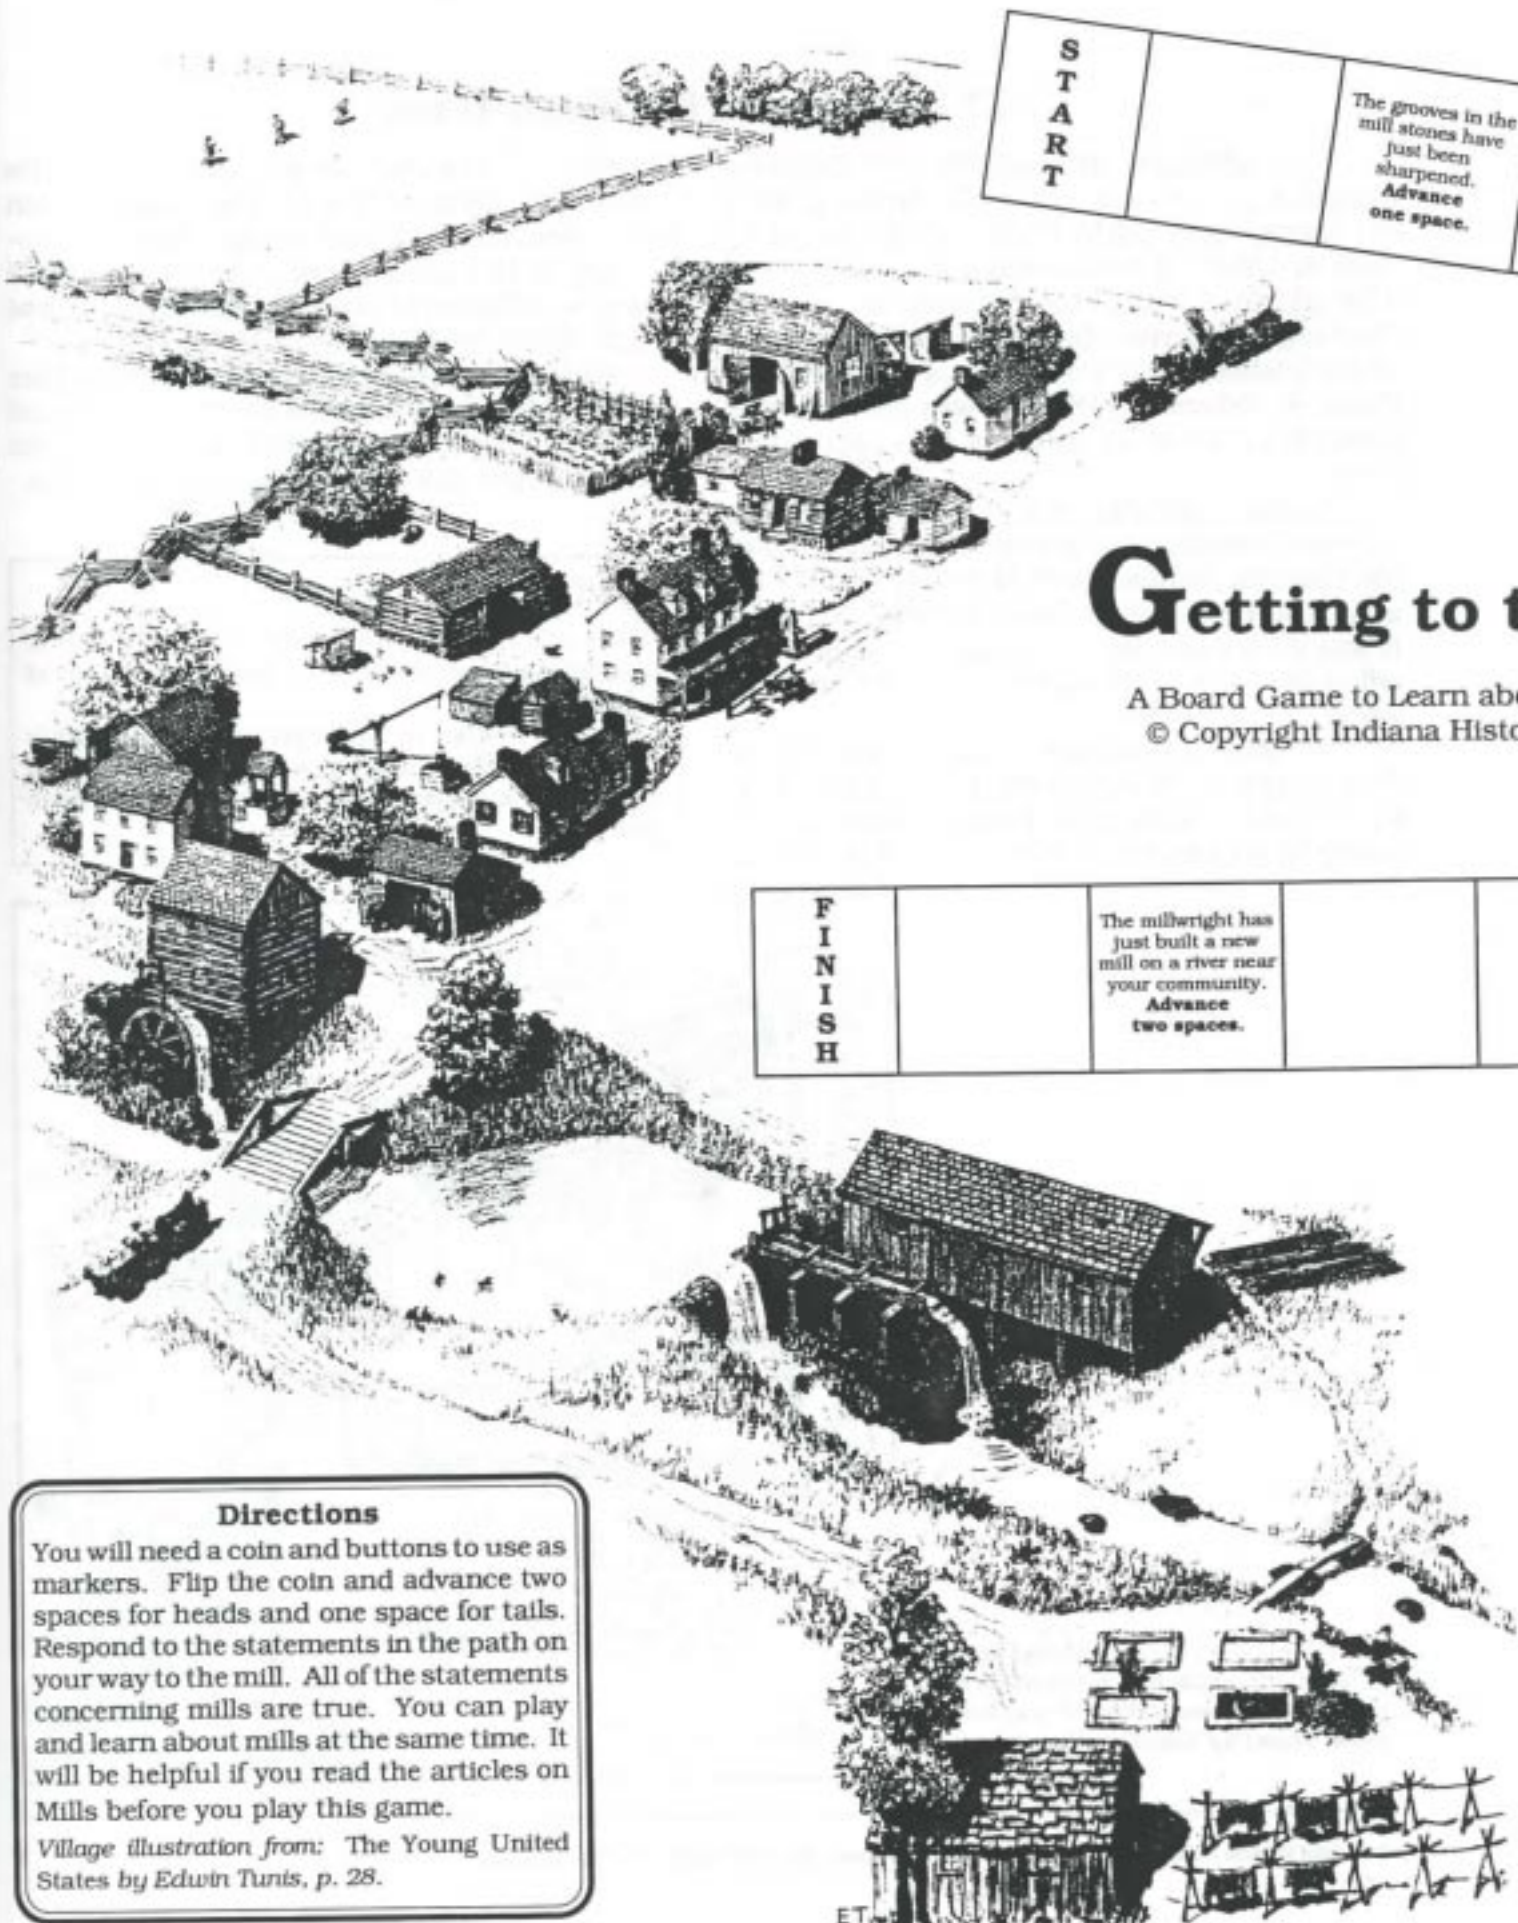 START
The grooves in the
mill stones have
just been
sharpened.
Advance
one space.
Getting to t
A Board Game to Learn abo
© Copyright Indiana Histo
FINISH
The millwright has
just built a new
mill on a river near
your community.
Advance
two spaces.
Directions
You will need a coin and buttons to use as
markers. Flip the coin and advance two
spaces for heads and one space for tails.
Respond to the statements in the path on
your way to the mill. All of the statements
concerning mills are true. You can play
and learn about mills at the same time. It
will be helpful if you read the articles on
Mills before you play this game.
Village illustration from: The Young United
States by Edwin Tunis, p. 28.
ET